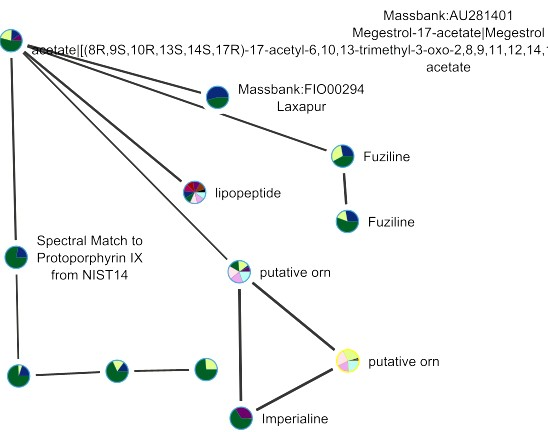 Massbank:AU281401
Megestrol-17-acetate|Megestrol
acetate|[(8R,9S,10R,13S,14S,17R)-17-acetyl-6,10,13-trimethyl-3-oxo-2,8,9,11,12,14,
acetate
Massbank:FIO00294
Laxapur
Fuziline
lipopeptide
Fuziline
Spectral Match to
Protoporphyrin IX
from NIST14
putative orn
putative orn
Imperialine